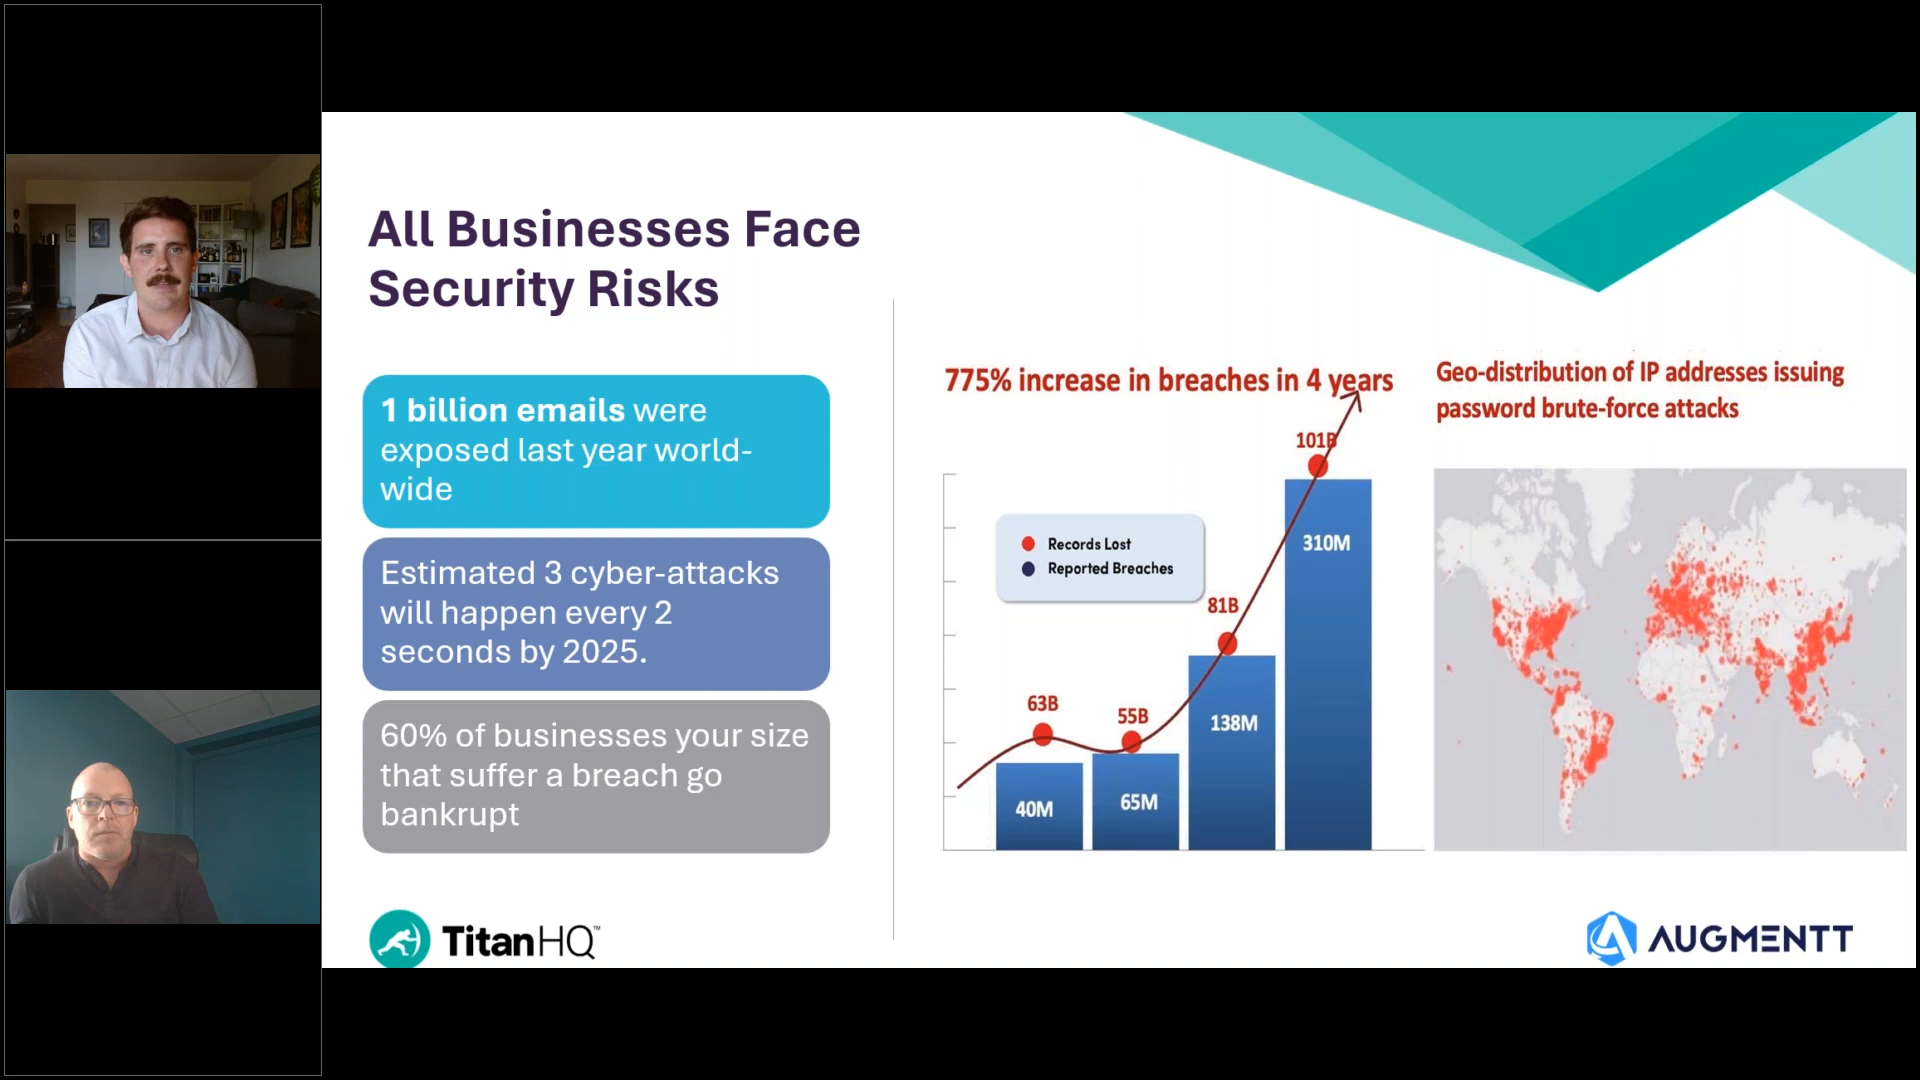 All Businesses Face
Security Risks
1 billion emails were
exposed last year world-
wide
Estimated 3 cyber-attacks
will happen every 2
seconds by 2025.
60% of businesses your size
that suffer a breach go
bankrupt
775% increase in breaches in 4 years
101B
310M
Records Lost
Reported Breaches
81B
138M
63B
55B
40M
65M
Geo-distribution of IP addresses issuing
password brute-force attacks
TitanHQ™
AUGMENTT